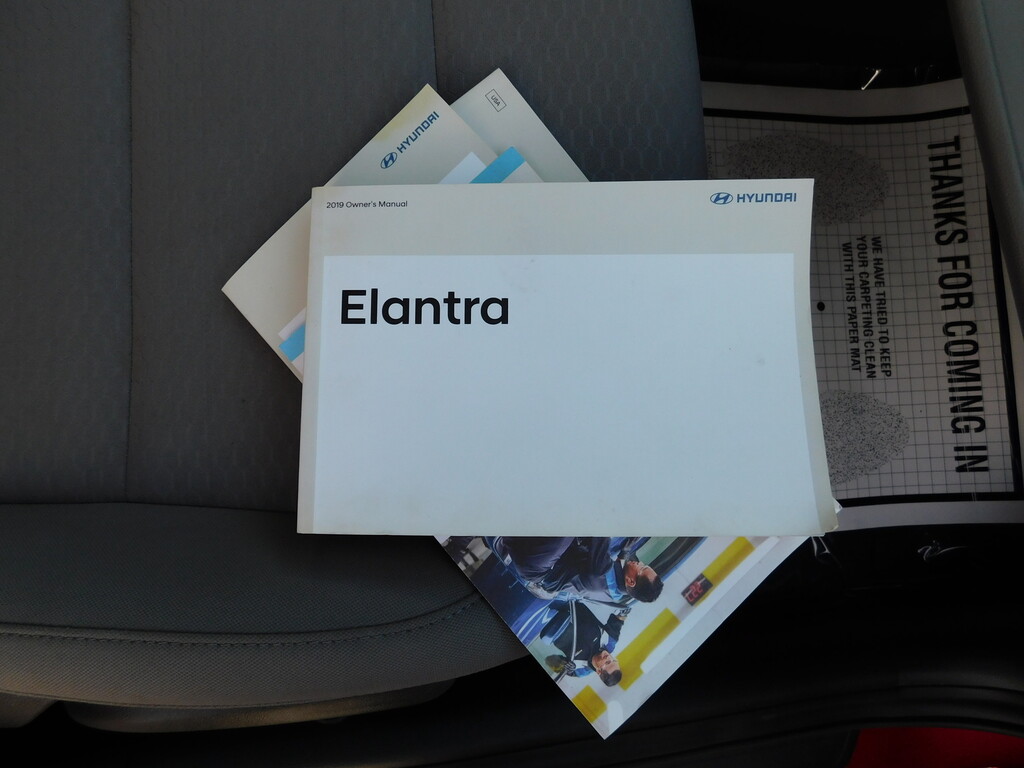 USA
HYUNDAI
2019 Owner's Manual
HYUNDAI
Elantra
THANKS FOR COMING IN
WE HAVE TRIED TO KEEP
YOUR CARPETING CLEAN
WITH THIS PAPER MAT